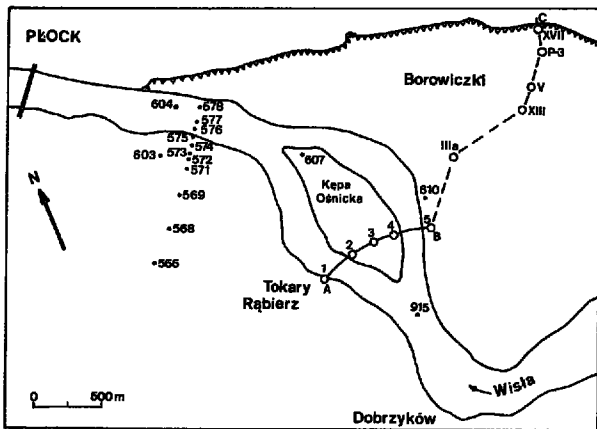 C
PŁOCK
XVII
P-3
Borowiczki
V
604
578
577
XIII
576
575
574
603
573
572
571
IIIa
607
N
Kępa
Ośnicka
569
610
568
5
4
3
B
2
566
1
A
Tokary
Rąbierz
915
Wisła
0 500 m
Dobrzyków